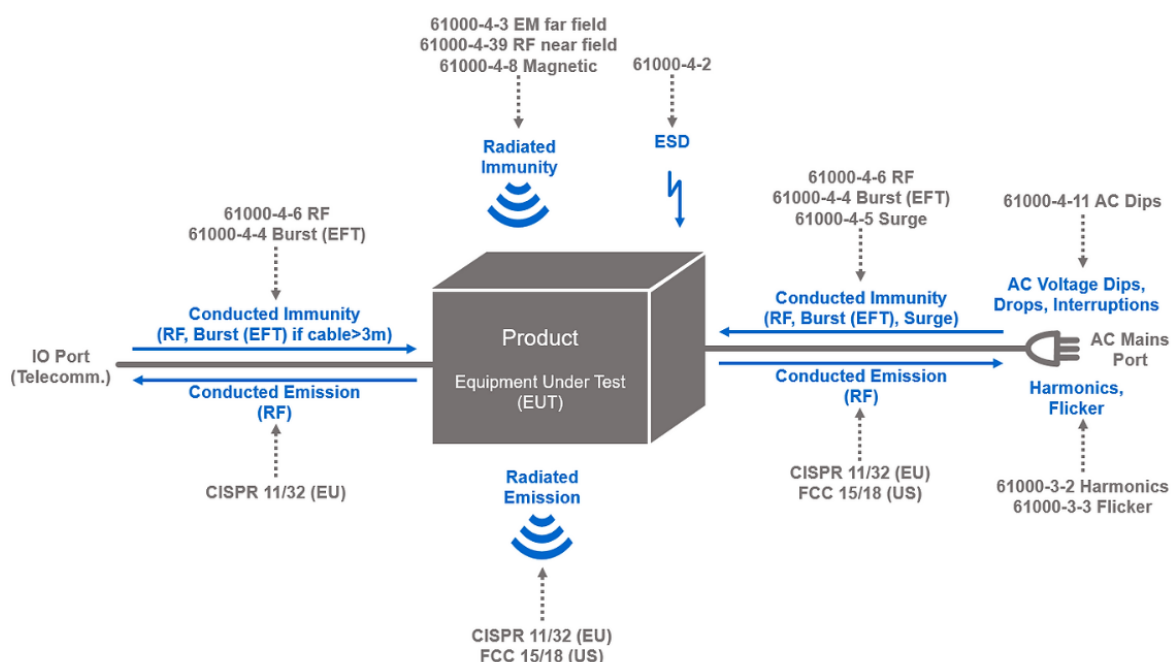 61000-4-3 EM far field
61000-4-39 RF near field
61000-4-8 Magnetic
61000-4-2
Radiated
Immunity
ESD
61000-4-6 RF
61000-4-4 Burst (EFT)
61000-4-6 RF
61000-4-4 Burst (EFT)
61000-4-5 Surge
61000-4-11 AC Dips
Conducted Immunity
(RF, Burst (EFT) if cable>3m)
Conducted Immunity
(RF, Burst (EFT), Surge)
AC Voltage Dips,
Drops, Interruptions
IO Port
(Telecomm.)
Product
Equipment Under Test
(EUT)
AC Mains
Port
Conducted Emission
(RF)
Conducted Emission
(RF)
Harmonics,
Flicker
CISPR 11/32 (EU)
Radiated
Emission
CISPR 11/32 (EU)
FCC 15/18 (US)
61000-3-2 Harmonics
61000-3-3 Flicker
CISPR 11/32 (EU)
FCC 15/18 (US)